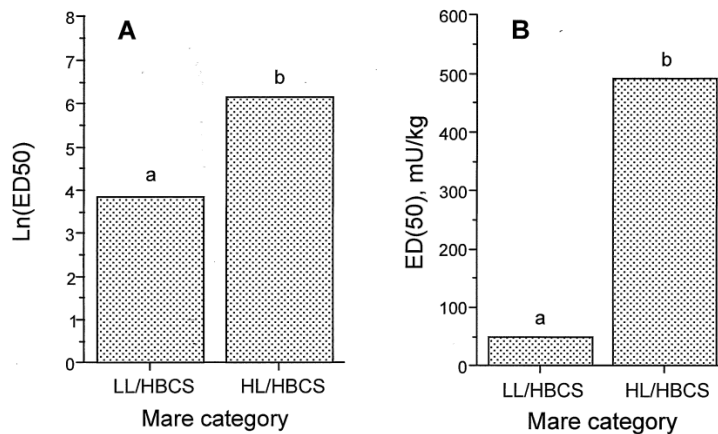 A
Ln(ED50)
8
7
6
5
4
3
2
1
0
a
b
LL/HBCS
HL/HBCS
Mare category
B
ED(50), mU/kg
600
500
400
300
200
100
0
a
b
LL/HBCS
HL/HBCS
Mare category